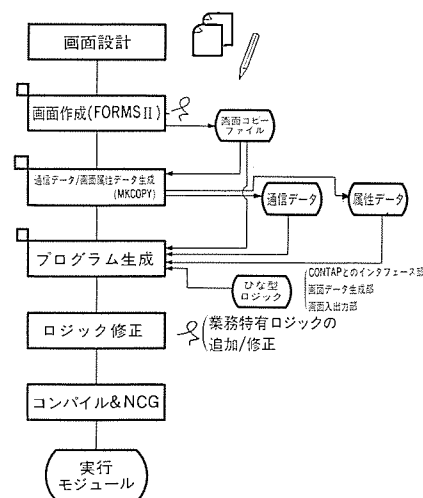 画面設計
画面作成(FORMSⅡ)
画面コピー
ファイル
通信データ/画面属性データ生成
(MKCOPY)
通信データ
属性データ
プログラム生成
ひな型
ロジック
CONTAPとのインタフェース部
画面データ生成部
画面入出力部
ロジック修正
業務特有ロジックの
追加/修正
コンパイル&NCG
実行
モジュール